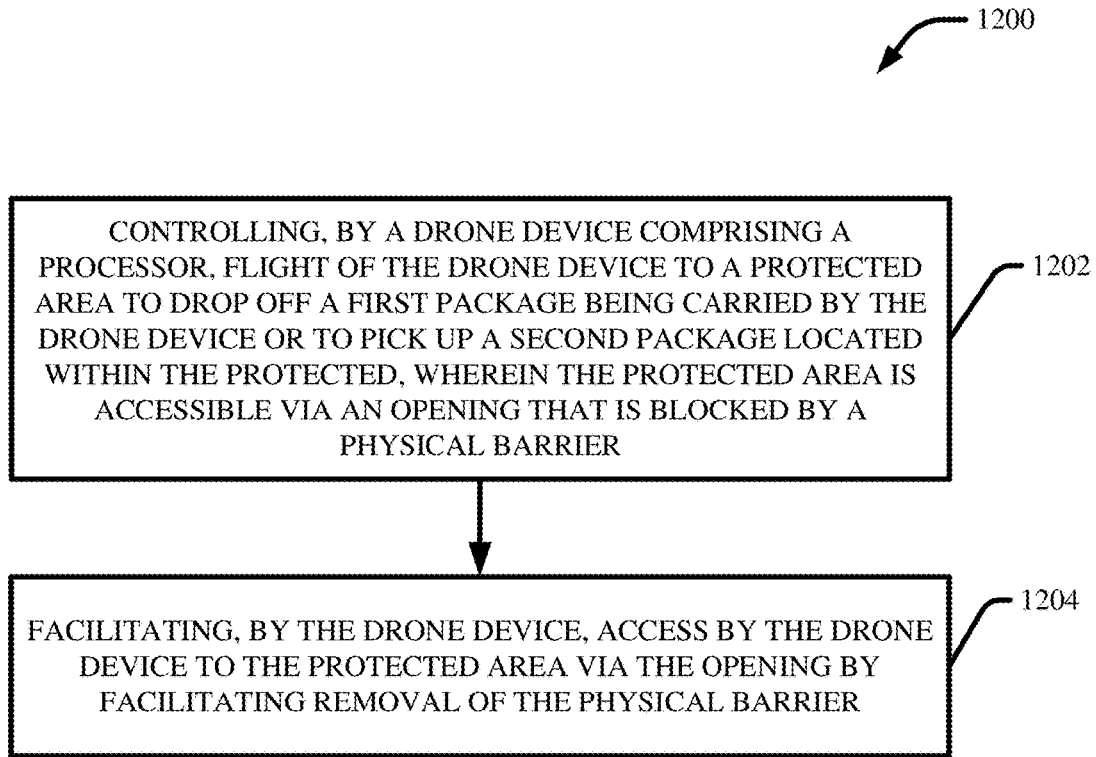 1200
CONTROLLING, BY A DRONE DEVICE COMPRISING A
PROCESSOR, FLIGHT OF THE DRONE DEVICE TO A PROTECTED
AREA TO DROP OFF A FIRST PACKAGE BEING CARRIED BY THE
DRONE DEVICE OR TO PICK UP A SECOND PACKAGE LOCATED
WITHIN THE PROTECTED, WHEREIN THE PROTECTED AREA IS
ACCESSIBLE VIA AN OPENING THAT IS BLOCKED BY A
PHYSICAL BARRIER
1202
FACILITATING, BY THE DRONE DEVICE, ACCESS BY THE DRONE
DEVICE TO THE PROTECTED AREA VIA THE OPENING BY
FACILITATING REMOVAL OF THE PHYSICAL BARRIER
1204